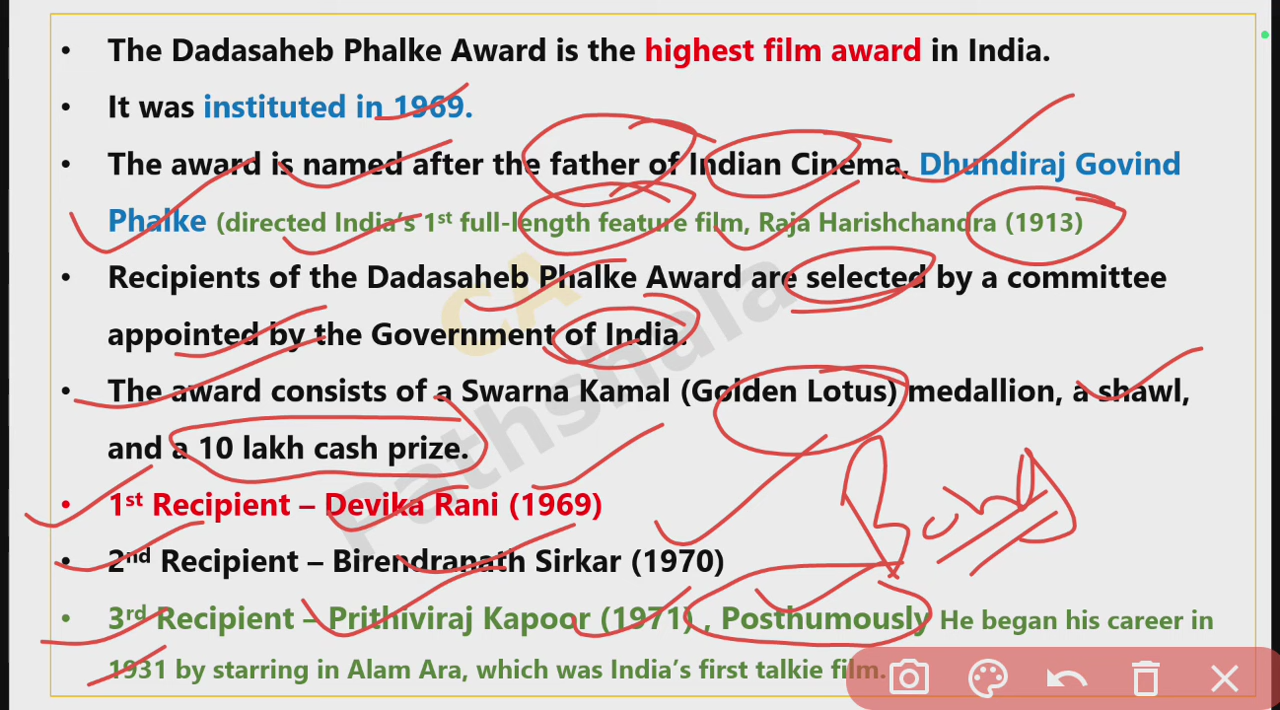 • The Dadasaheb Phalke Award is the highest film award in India.
• It was instituted in 1969.
• The award is named after the father of Indian Cinema, Dhundiraj Govind
Phalke (directed India's 1st full-length feature film, Raja Harishchandra (1913)
• Recipients of the Dadasaheb Phalke Award are selected by a committee
appointed by the Government of India.
• The award consists of a Swarna Kamal (Golden Lotus) medallion, a shawl,
and a 10 lakh cash prize.
• 1st Recipient – Devika Rani (1969)
• 2nd Recipient – Birendranath Sirkar (1970)
• 3rd Recipient – Prithiviraj Kapoor (1971) , Posthumously He began his career in
1931 by starring in Alam Ara, which was India's first talkie film.
CA
Pathshala